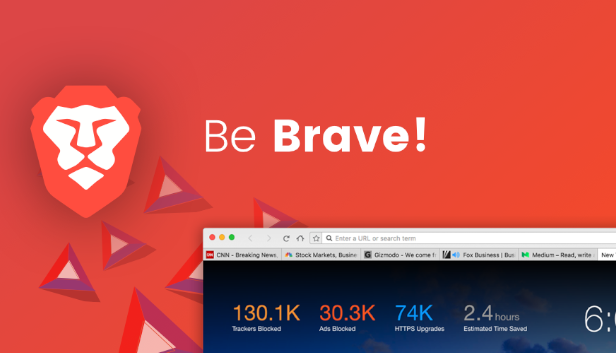 Be Brave!
Enter a URL or search term
CNN - Breaking News,
Stock Markets, Busine
Gizmodo - We come f
Fox Business | Busi
Medium – Read, write
New
130.1K
Trackers Blocked
30.3K
Ads Blocked
74K
HTTPS Upgrades
2.4 hours
Estimated Time Saved
6: